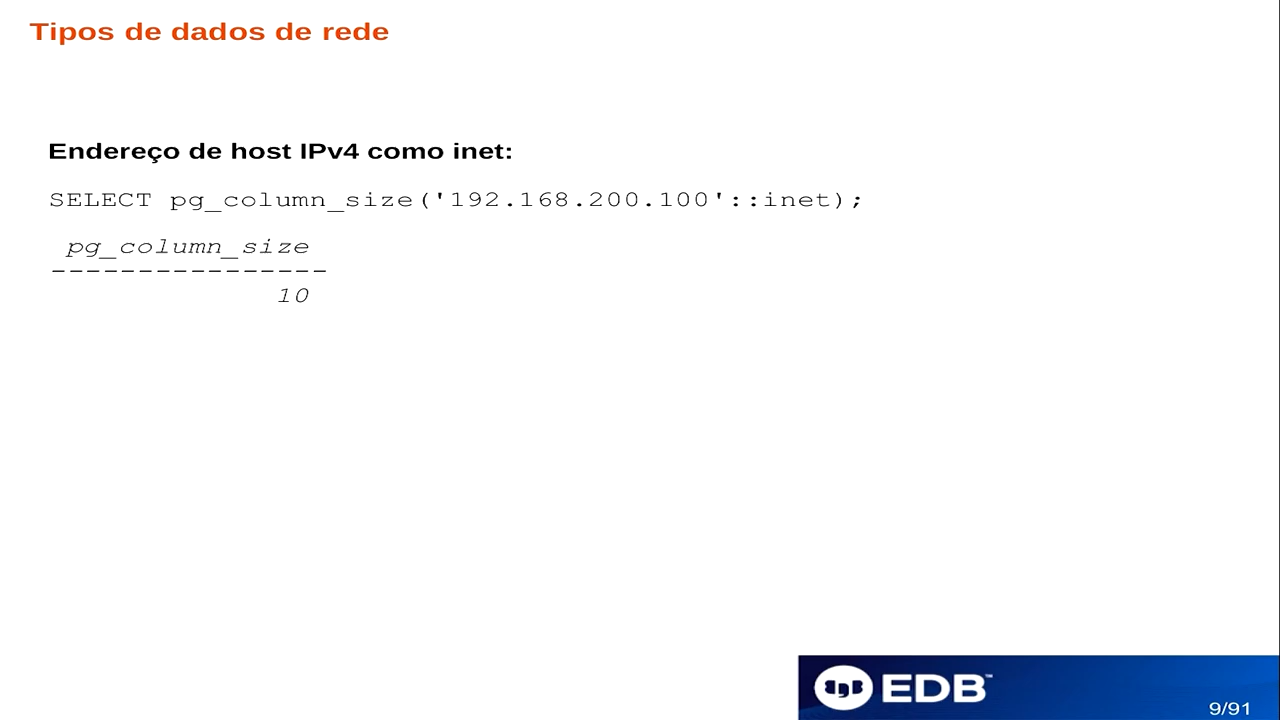 Tipos de dados de rede
Endereço de host IPv4 como inet:
SELECT pg_column_size('192.168.200.100'::inet);
pg_column_size
----------------
10
EDB™
9/91